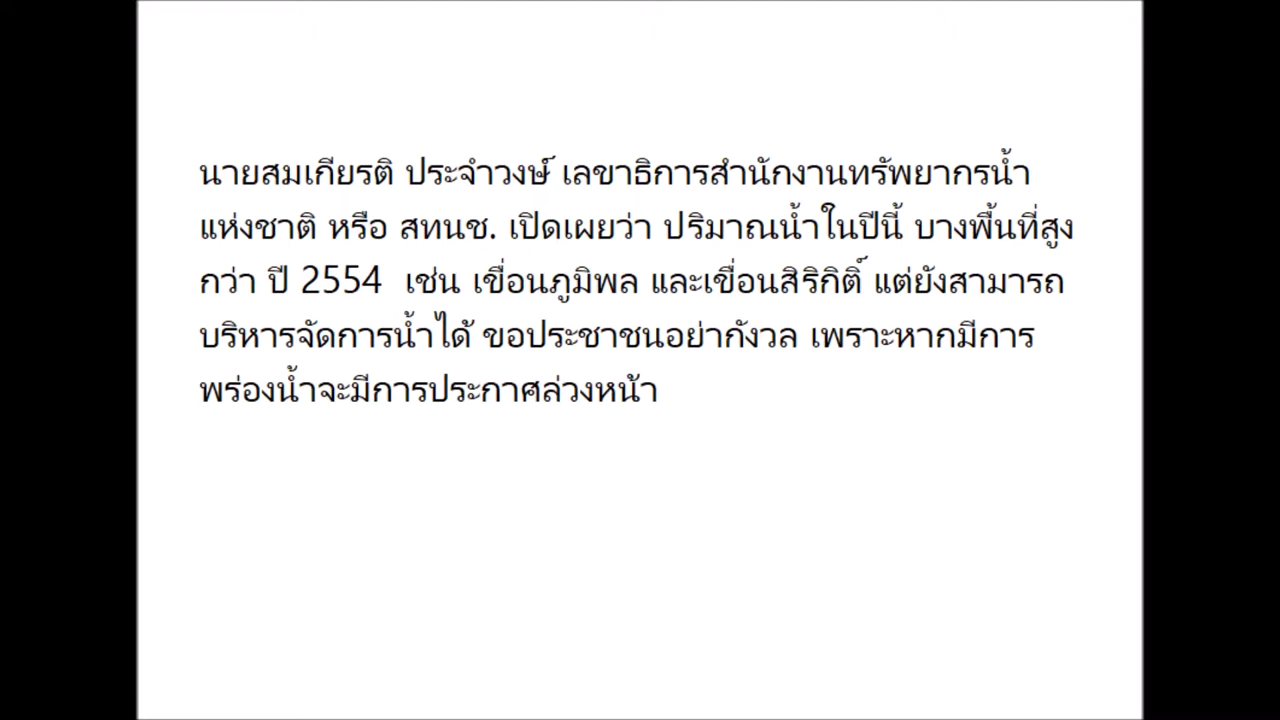 นายสมเกียรติ ประจำวงษ์ เลขาธิการสำนักงานทรัพยากรน้ำ
แห่งชาติ หรือ สทนช. เปิดเผยว่า ปริมาณน้ำในปีนี้ บางพื้นที่สูง
กว่า ปี 2554 เช่น เขื่อนภูมิพล และเขื่อนสิริกิติ์ แต่ยังสามารถ
บริหารจัดการน้ำได้ ขอประชาชนอย่ากังวล เพราะหากมีการ
พร่องน้ำจะมีการประกาศล่วงหน้า